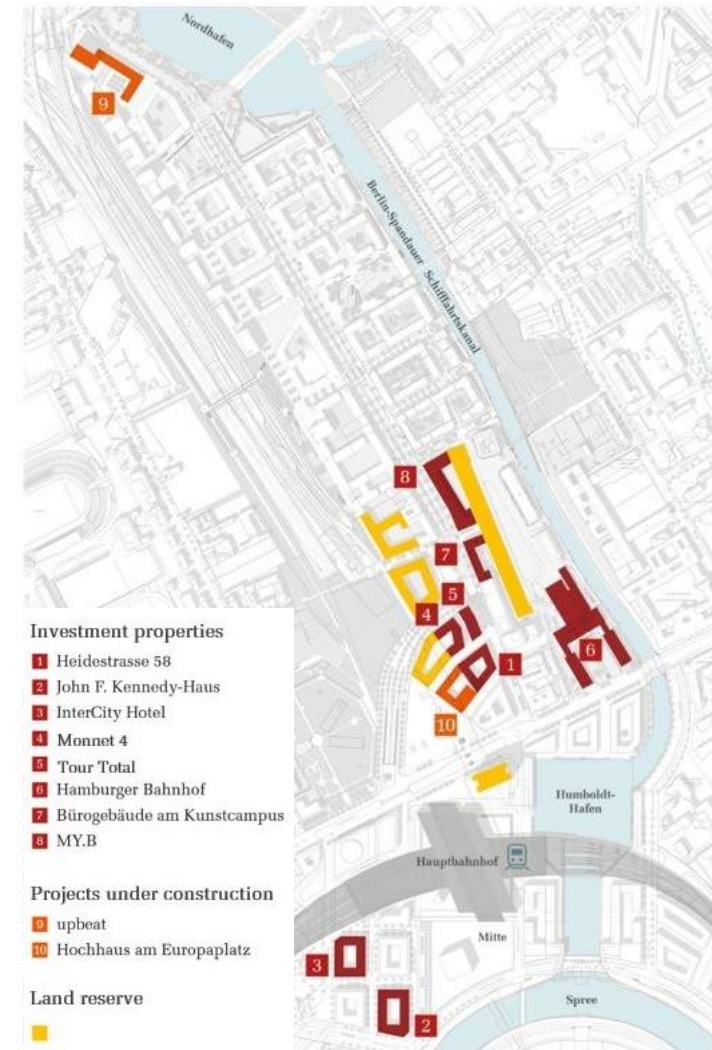 Nordhafen
9
Berlin-Spandauer Schifffahrtskanal
8
7
5
4
1
6
10
Humboldt-
Hafen
Hauptbahnhof
Mitte
3
Spree
2
Investment properties
1 Heidestrasse 58
2 John F. Kennedy-Haus
3 InterCity Hotel
4 Monnet 4
5 Tour Total
6 Hamburger Bahnhof
7 Bürogebäude am Kunstcampus
8 MY.B
Projects under construction
9 upbeat
10 Hochhaus am Europaplatz
Land reserve